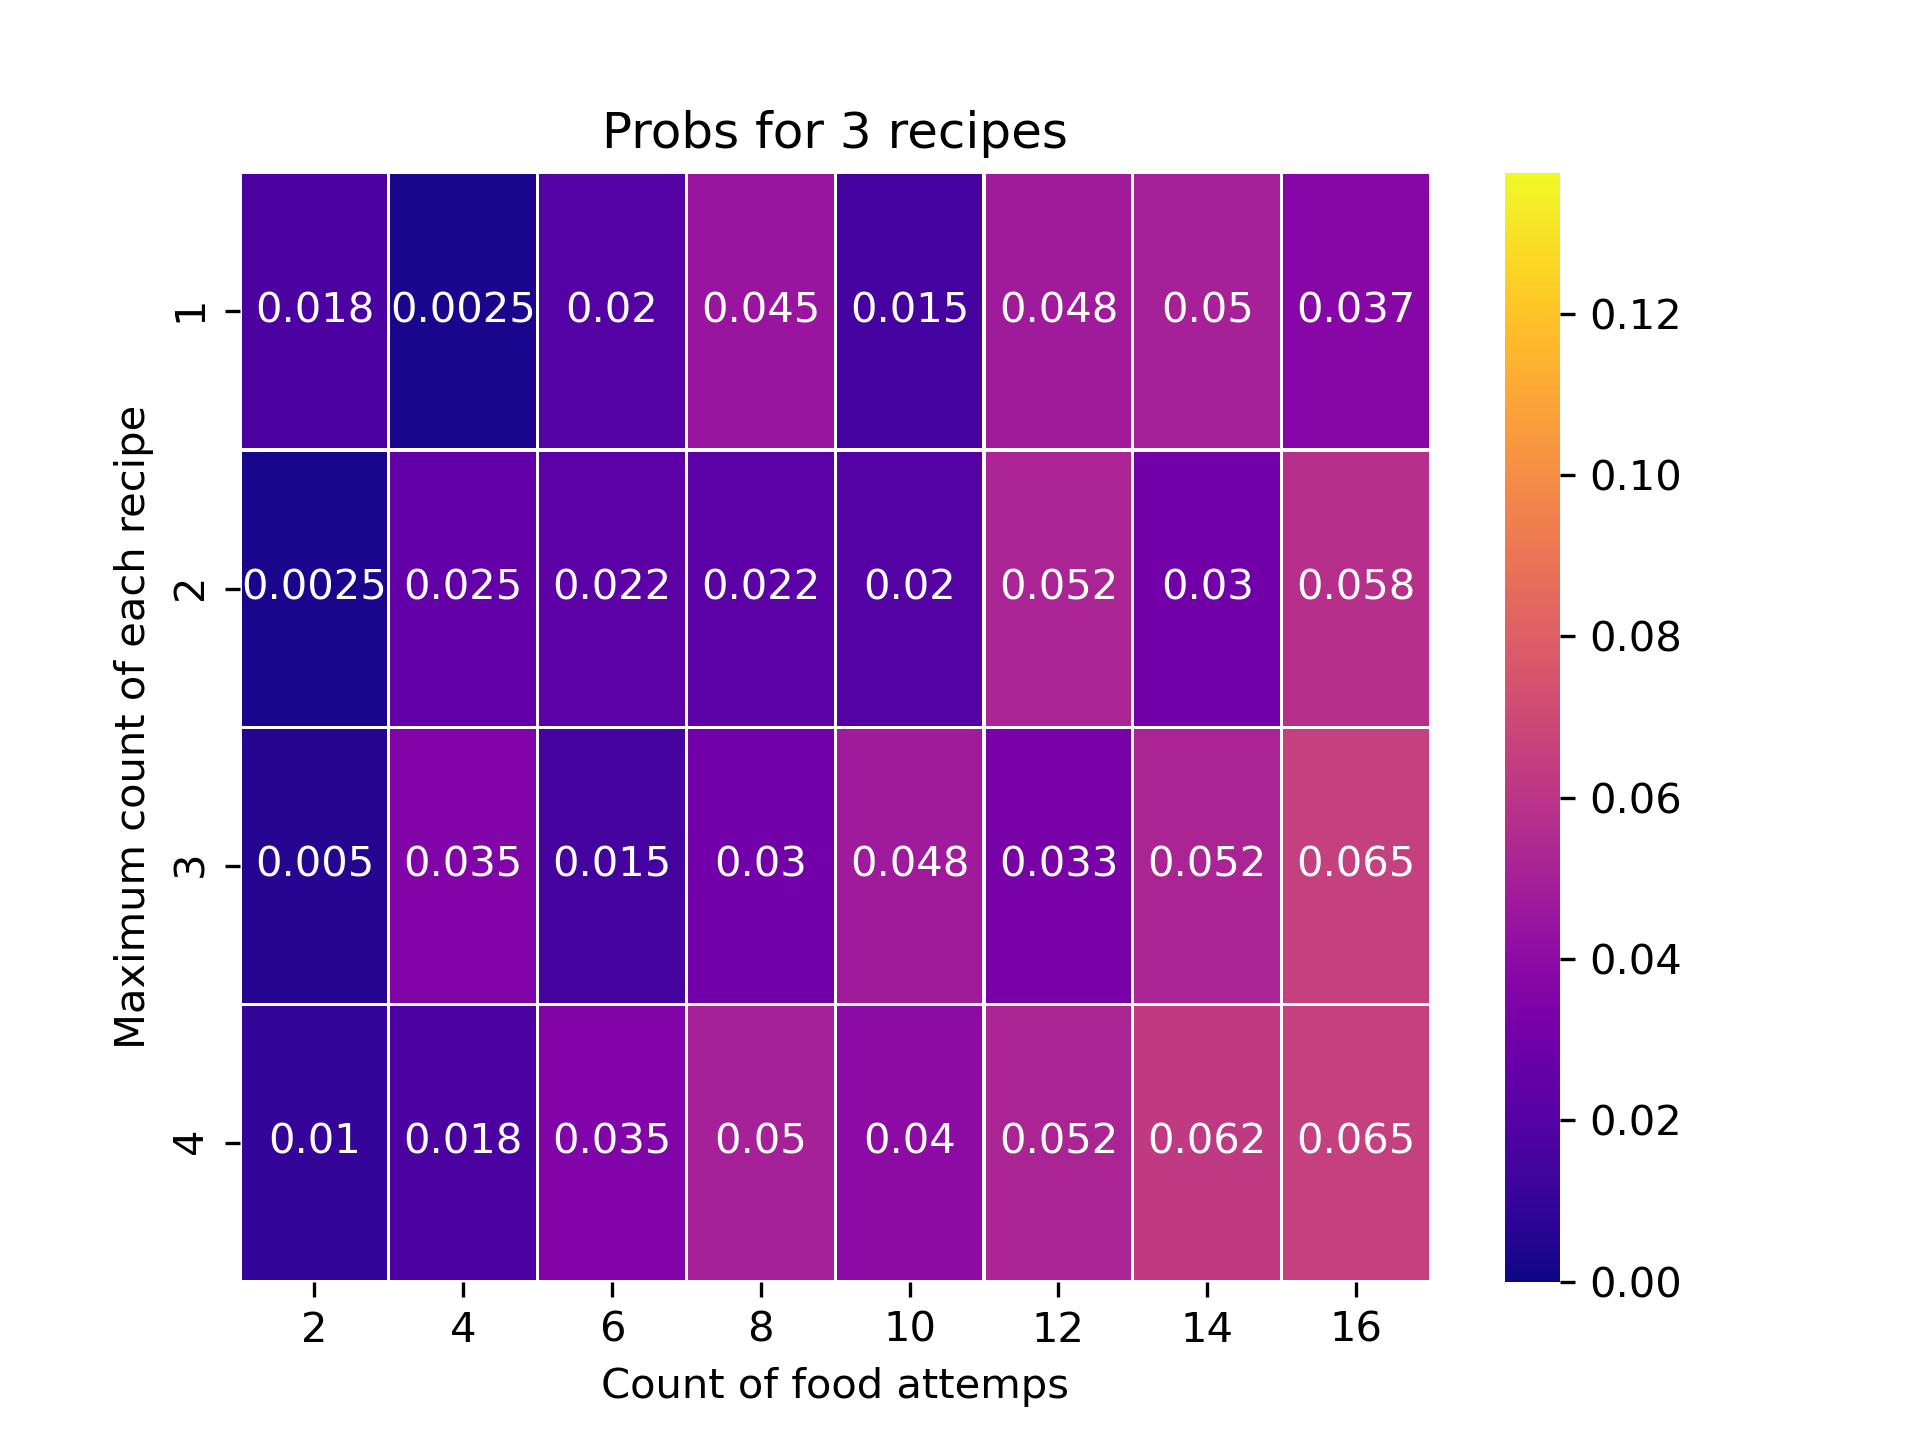 Probs for 3 recipes
Maximum count of each recipe
1
0.018 0.0025 0.02 0.045 0.015 0.048 0.05 0.037
2
0.0025 0.025 0.022 0.022 0.02 0.052 0.03 0.058
3
0.005 0.035 0.015 0.03 0.048 0.033 0.052 0.065
4
0.01 0.018 0.035 0.05 0.04 0.052 0.062 0.065
2 4 6 8 10 12 14 16
Count of food attemps
0.12
0.10
0.08
0.06
0.04
0.02
0.00